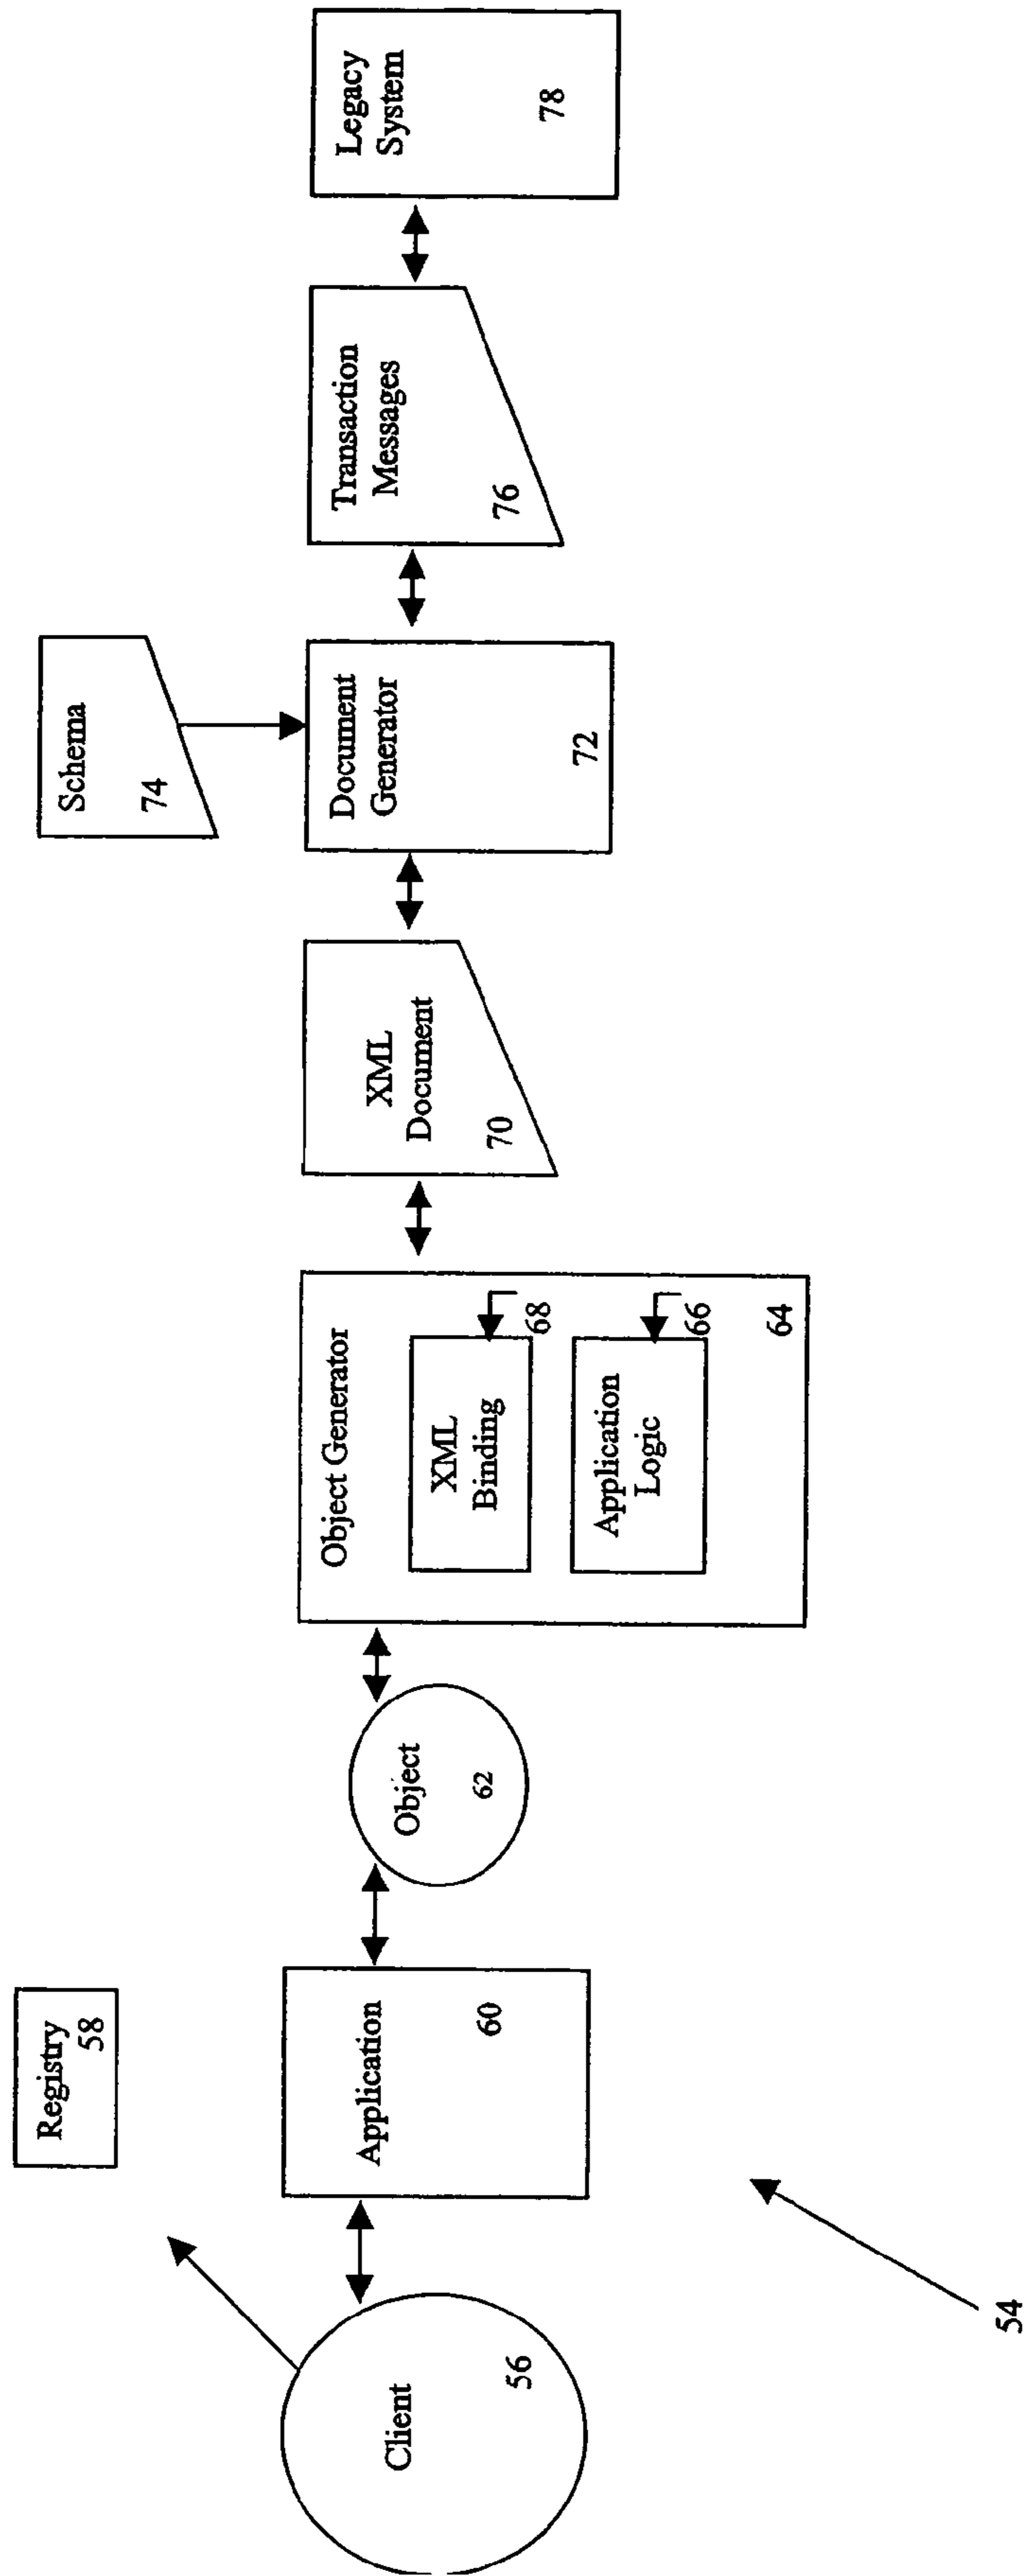 Registry
58
Schema
74
Client
56
Application
60
Object
62
Object Generator
XML
Binding
68
Application
Logic
66
64
XML
Document
70
Document
Generator
72
Transaction
Messages
76
Legacy
System
78
54